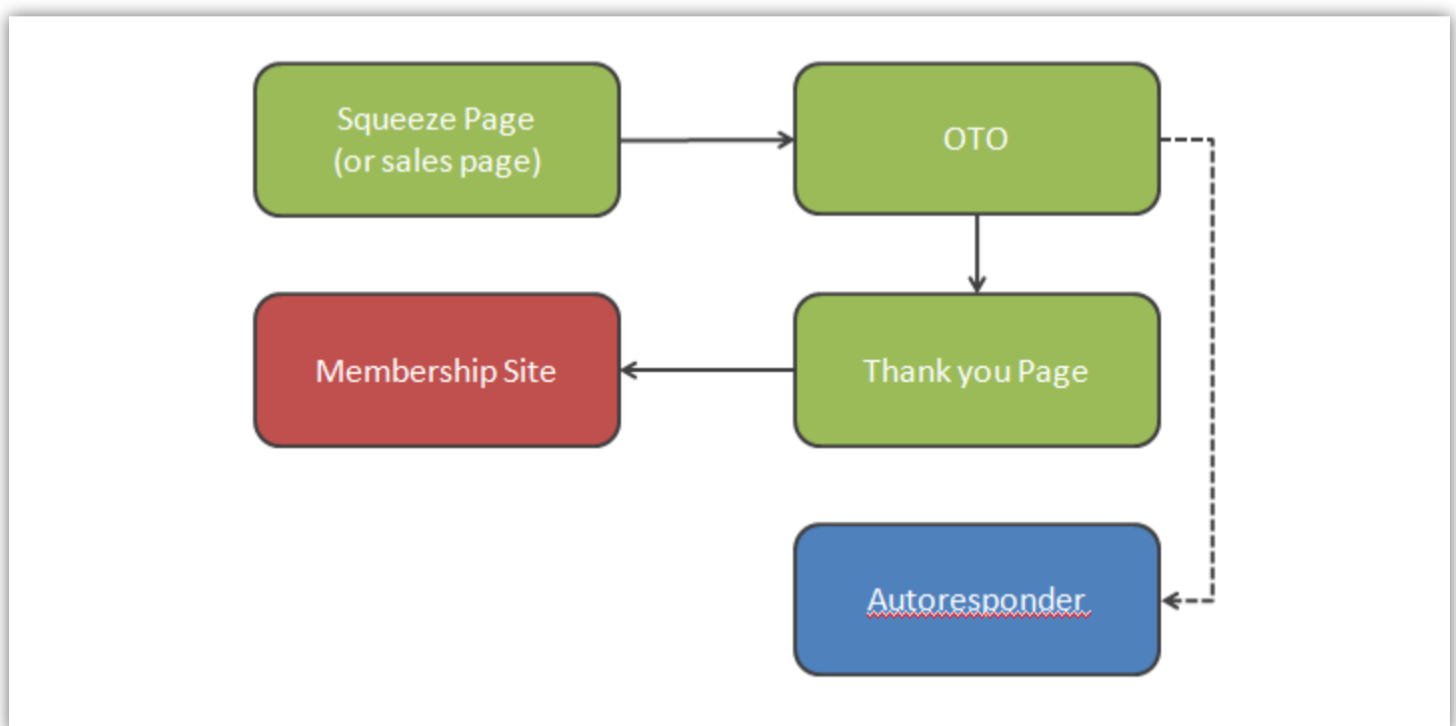 Squeeze Page
(or sales page)
OTO
Membership Site
Thank you Page
Autoresponder